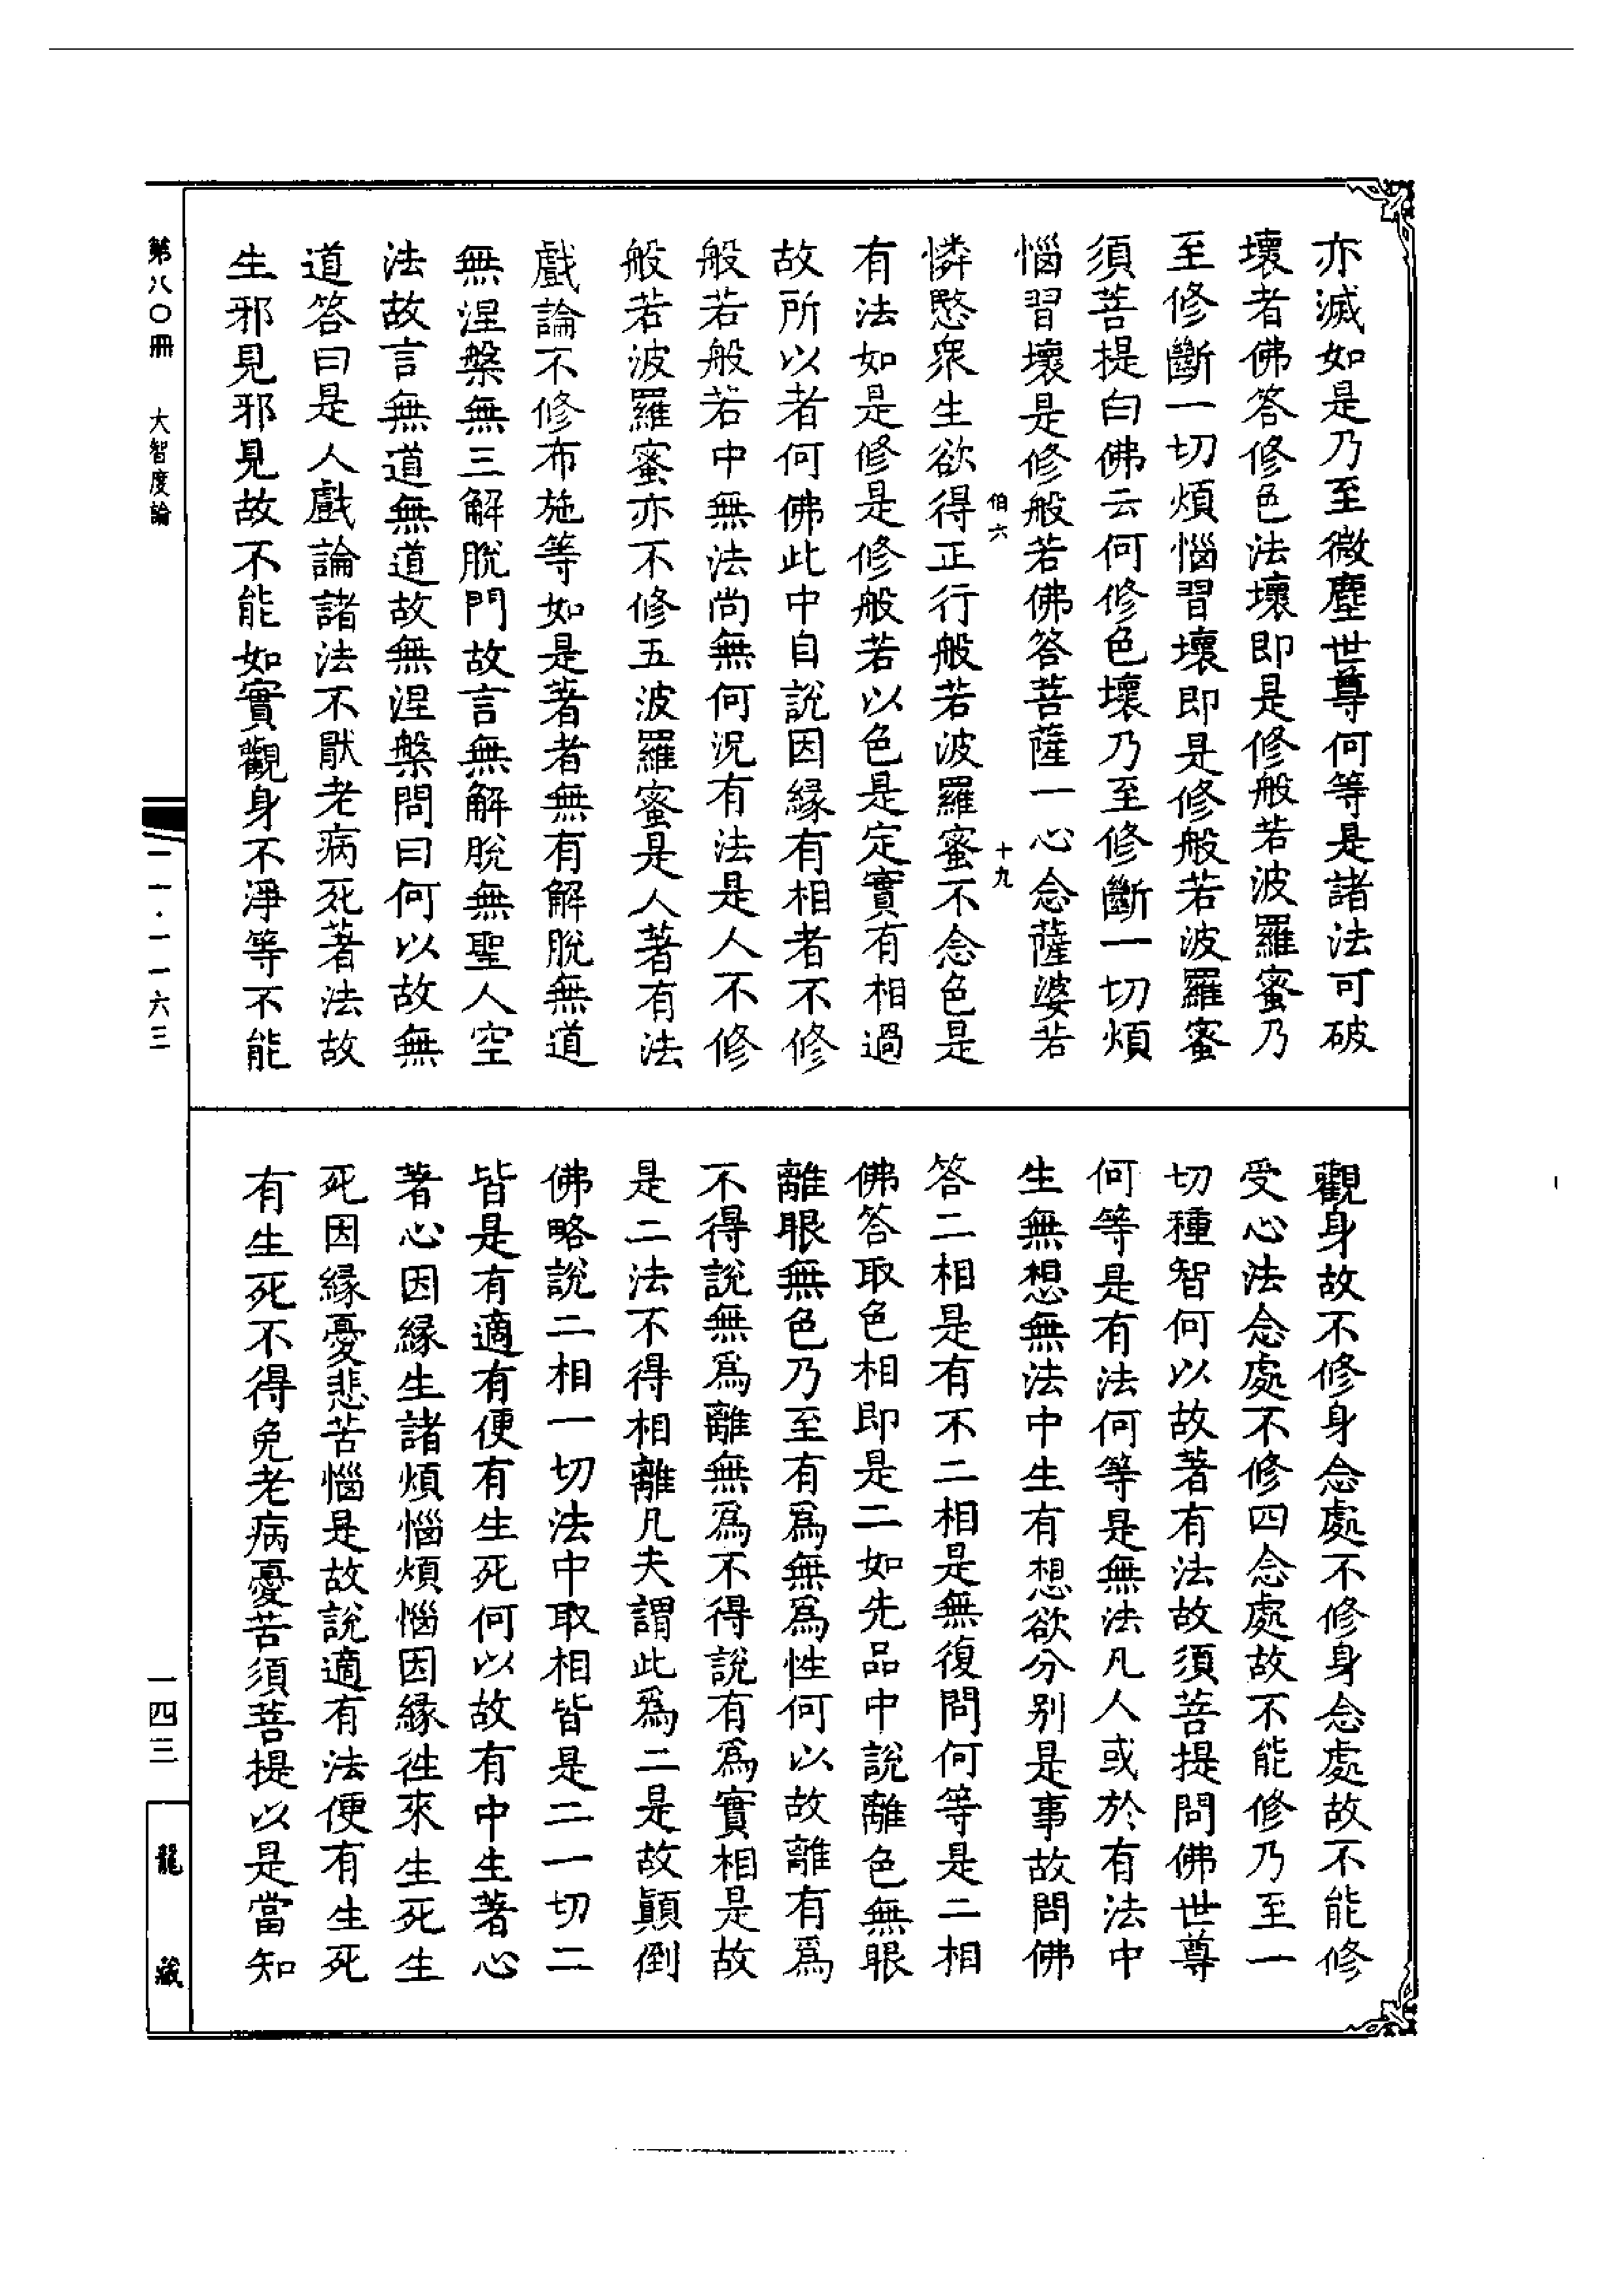 亦滅如是乃至微塵世尊何等是諸法可破
壞者佛答修色法壞即是修般若波羅蜜乃
至修斷一切煩惱習壞即是修般若波羅蜜
須菩提白佛云何修色壞乃至修斷一切煩
惱習壞是修般若佛答菩薩一心念薩婆若
伯六
十九
憐愍眾生欲得正行般若波羅蜜不念色是
有法如是修是修般若以色是定實有相過
故所以者何佛此中自說因緣有相者不修
般若般若中無法尚無何況有法是人不修
般若波羅蜜亦不修五波羅蜜是人著有法
戲論不修布施等如是著者無有解脫無道
無涅槃無三解脫門故言無解脫無聖人空
法故言無道無道故無涅槃問曰何以故無
道答曰是人戲論諸法不厭老病死著法故
生邪見邪見故不能如實觀身不淨等不能
觀身故不修身念處不修身念處故不能修
受心法念處不修四念處故不能修乃至一
切種智何以故著有法故須菩提問佛世尊
何等是有法何等是無法凡人或於有法中
生無想無法中生有想欲分别是事故問佛
答二相是有不二相是無復問何等是二相
佛答取色相即是二如先品中說離色無眼
離眼無色乃至有爲無爲性何以故離有爲
不得說無爲離無爲不得說有爲實相是故
是二法不得相離凡夫謂此爲二是故顛倒
佛略說二相一切法中取相皆是二一切二
皆是有適有便有生死何以故有中生著心
著心因緣生諸煩惱煩惱因緣往來生死生
死因緣憂悲苦惱是故說適有法便有生死
有生死不得免老病憂苦須菩提以是當知
第八〇冊 大智度論
一一·一一六三
一四三
龍藏